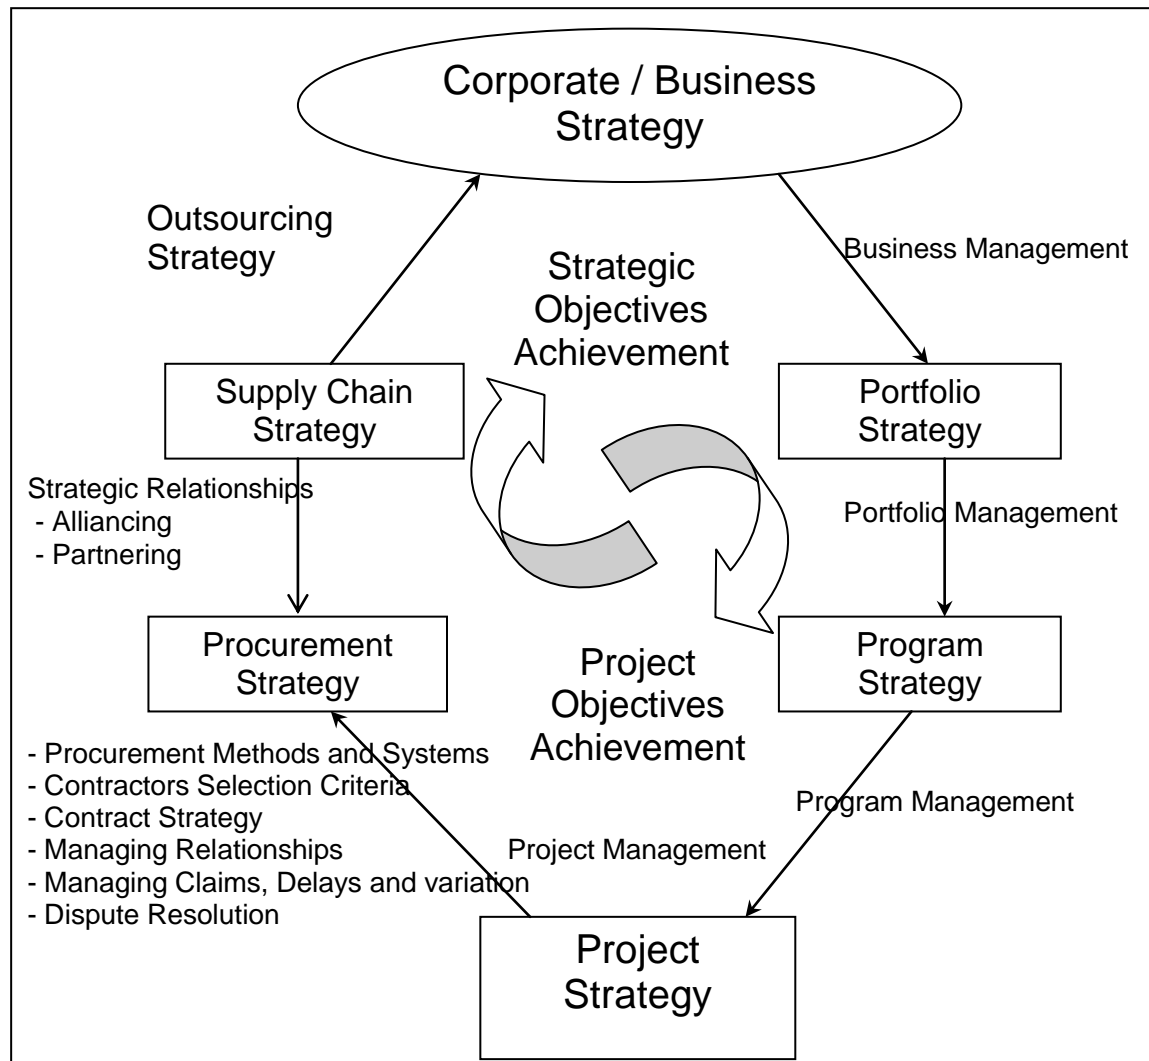 Corporate / Business
Strategy
Outsourcing
Strategy
Business Management
Strategic
Objectives
Achievement
Supply Chain
Strategy
Portfolio
Strategy
Strategic Relationships
- Alliancing
- Partnering
Portfolio Management
Procurement
Strategy
Program
Strategy
Project
Objectives
Achievement
- Procurement Methods and Systems
- Contractors Selection Criteria
- Contract Strategy
- Managing Relationships
- Managing Claims, Delays and variation
- Dispute Resolution
Program Management
Project Management
Project
Strategy